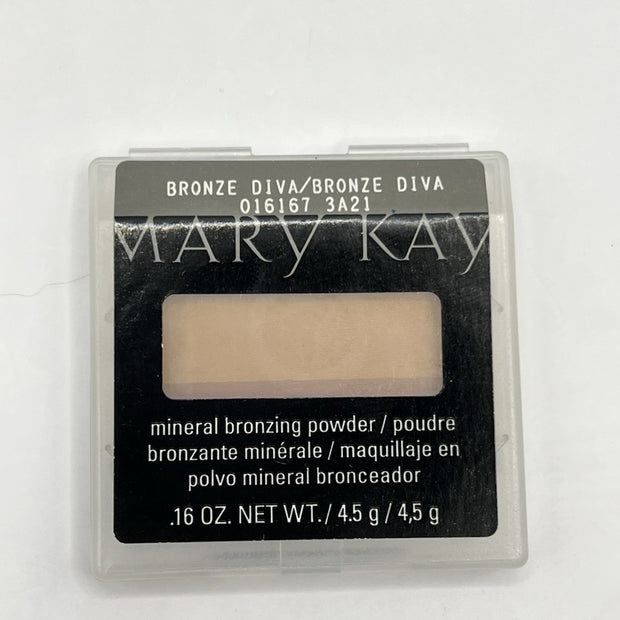 BRONZE DIVA/BRONZE DIVA
016167 3A21
MARY KAY
mineral bronzing powder / poudre
bronzante minérale / maquillaje en
polvo mineral bronceador
.16 OZ. NET WT. / 4.5 g / 4,5 g